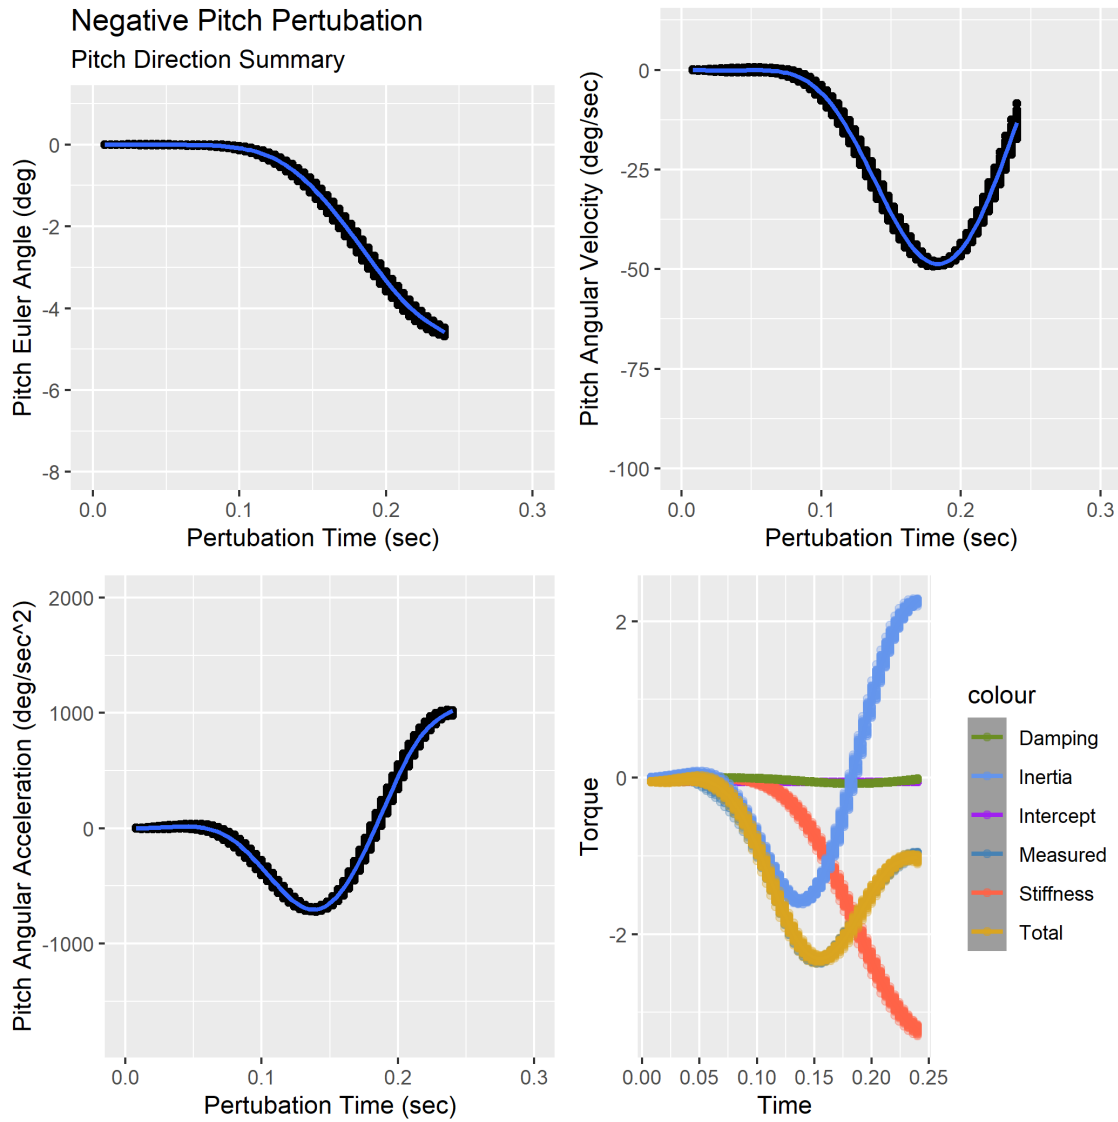 Negative Pitch Pertubation
Pitch Direction Summary
Pitch Euler Angle (deg)
0
-2
-4
-6
-8
0.0 0.1 0.2 0.3
Pertubation Time (sec)
Pitch Angular Velocity (deg/sec)
0
-25
-50
-75
-100
0.0 0.1 0.2 0.3
Pertubation Time (sec)
Pitch Angular Acceleration (deg/sec^2)
2000
1000
0
-1000
0.0 0.1 0.2 0.3
Pertubation Time (sec)
Torque
2
0
-2
0.00 0.05 0.10 0.15 0.20 0.25
Time
colour
Damping
Inertia
Intercept
Measured
Stiffness
Total